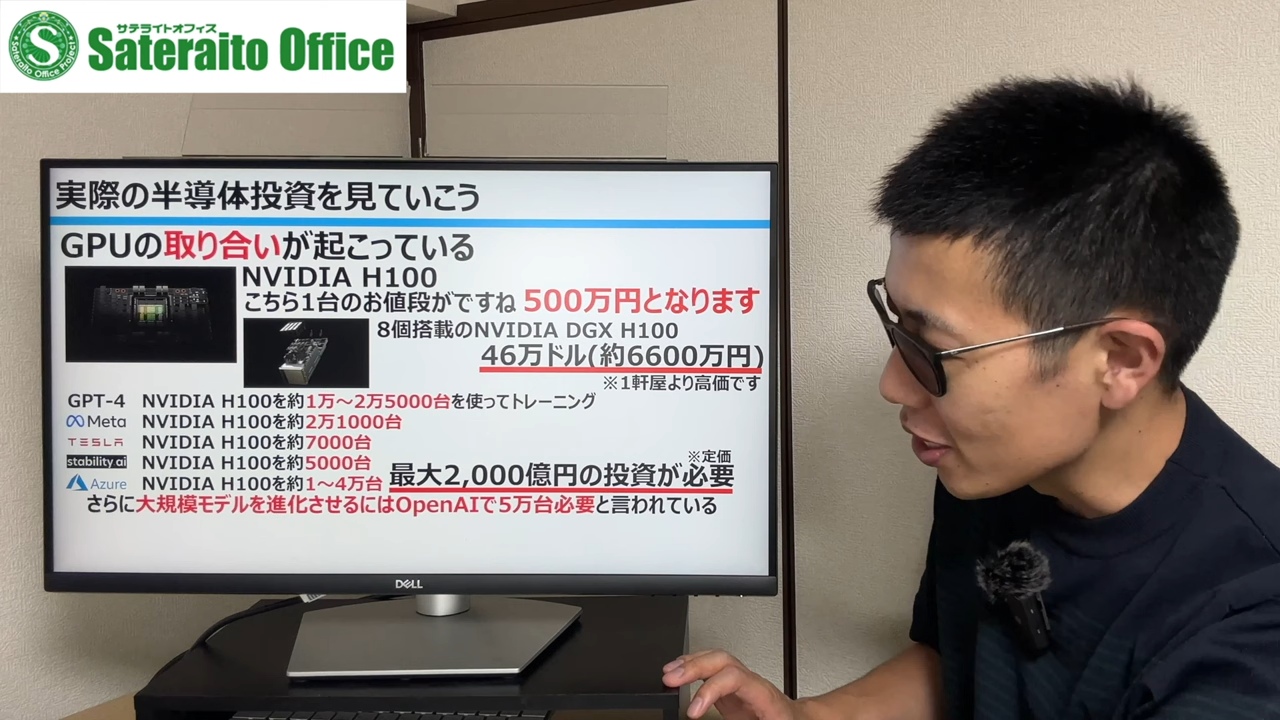 サテライトオフィス
Sateraito Office
Sateraito Office Project
実際の半導体投資を見ていこう
GPUの取り合いが起こっている
NVIDIA H100
こちら1台のお値段がですね 500万円となります
8個搭載のNVIDIA DGX H100
46万ドル(約6600万円)
※1軒屋より高価です
GPT-4 NVIDIA H100を約1万～2万5000台を使ってトレーニング
Meta NVIDIA H100を約2万1000台
TESLA NVIDIA H100を約7000台
※定価
stability ai NVIDIA H100を約5000台
最大2,000億円の投資が必要
Azure NVIDIA H100を約1～4万台
さらに大規模モデルを進化させるにはOpenAIで5万台必要と言われている
DELL